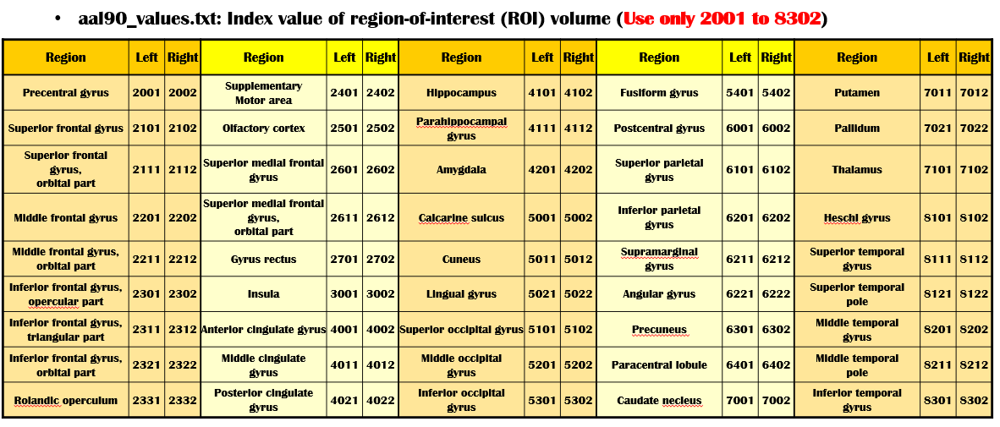 • aal90_values.txt: Index value of region-of-interest (ROI) volume (Use only 2001 to 8302)
Region Left Right Region Left Right Region Left Right Region Left Right Region Left Right
Precentral gyrus 2001 2002 Supplementary Motor area 2401 2402 Hippocampus 4101 4102 Fusiform gyrus 5401 5402 Putamen 7011 7012
Superior frontal gyrus 2101 2102 Olfactory cortex 2501 2502 Parahippocampal gyrus 4111 4112 Postcentral gyrus 6001 6002 Pallidum 7021 7022
Superior frontal gyrus, orbital part 2111 2112 Superior medial frontal gyrus 2601 2602 Amygdala 4201 4202 Superior parietal gyrus 6101 6102 Thalamus 7101 7102
Middle frontal gyrus 2201 2202 Superior medial frontal gyrus, orbital part 2611 2612 Calcarine sulcus 5001 5002 Inferior parietal gyrus 6201 6202 Heschl gyrus 8101 8102
Middle frontal gyrus, orbital part 2211 2212 Gyrus rectus 2701 2702 Cuneus 5011 5012 Supramarginal gyrus 6211 6212 Superior temporal gyrus 8111 8112
Inferior frontal gyrus, opercular part 2301 2302 Insula 3001 3002 Lingual gyrus 5021 5022 Angular gyrus 6221 6222 Superior temporal pole 8121 8122
Inferior frontal gyrus, triangular part 2311 2312 Anterior cingulate gyrus 4001 4002 Superior occipital gyrus 5101 5102 Precuneus 6301 6302 Middle temporal gyrus 8201 8202
Inferior frontal gyrus, orbital part 2321 2322 Middle cingulate gyrus 4011 4012 Middle occipital gyrus 5201 5202 Paracentral lobule 6401 6402 Middle temporal pole 8211 8212
Rolandic operculum 2331 2332 Posterior cingulate gyrus 4021 4022 Inferior occipital gyrus 5301 5302 Caudate necleus 7001 7002 Inferior temporal gyrus 8301 8302